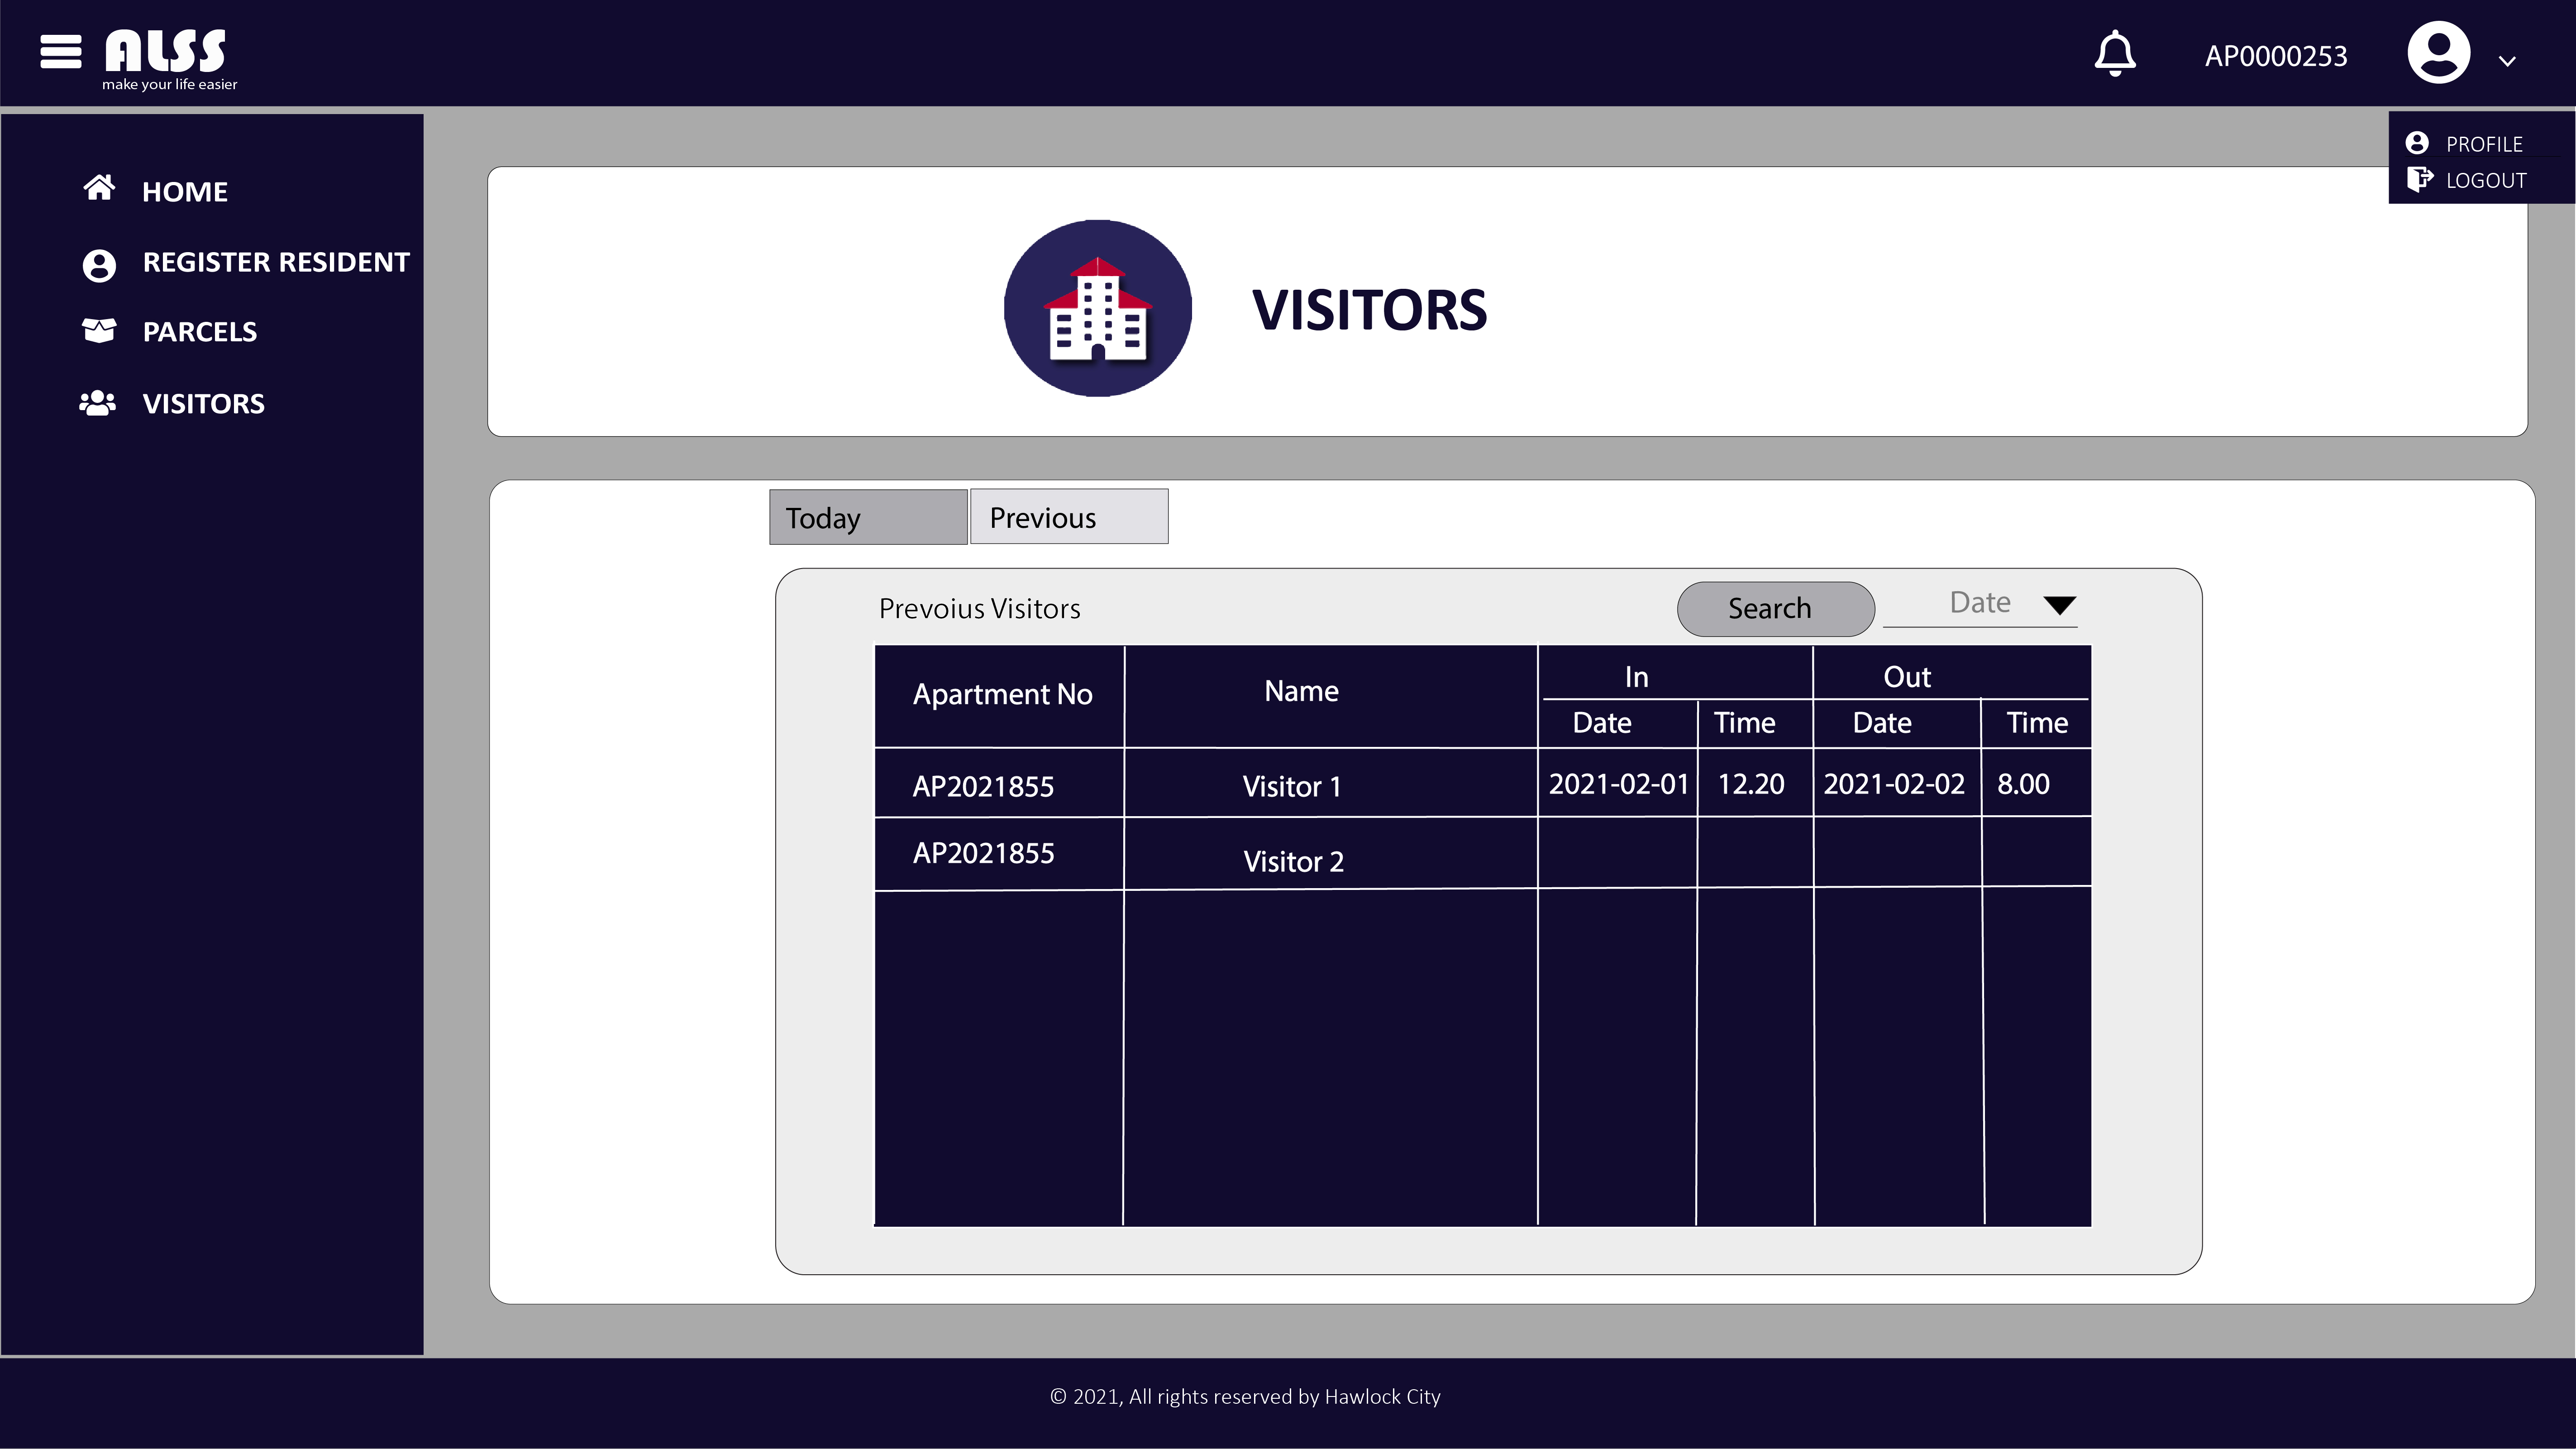 ALSS
make your life easier
AP0000253
PROFILE
LOGOUT
HOME
REGISTER RESIDENT
PARCELS
VISITORS
VISITORS
Today Previous
Prevoius Visitors Search Date
Apartment No Name In Out
Date Time Date Time
AP2021855 Visitor 1 2021-02-01 12.20 2021-02-02 8.00
AP2021855 Visitor 2
© 2021, All rights reserved by Hawlock City